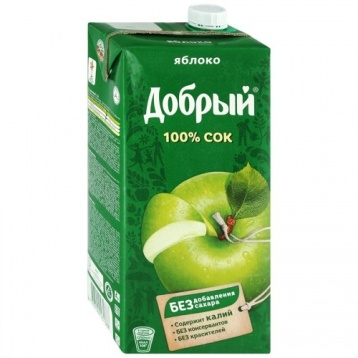 яблоко
Добрый®
100% СОК
БЕЗ добавления
сахара
• Содержит калий
• БЕЗ консервантов
• БЕЗ красителей